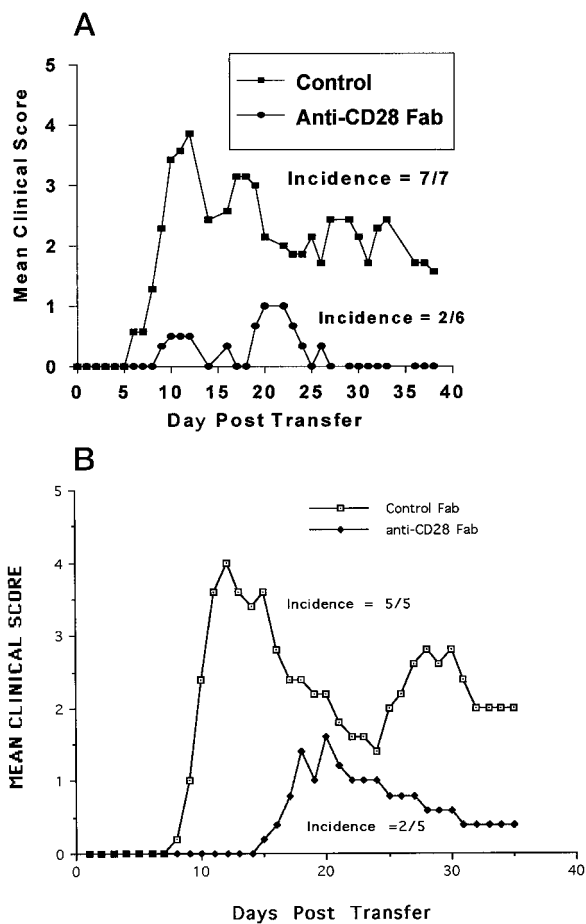 A
5
4
3
2
1
0
Mean Clinical Score
Control
Anti-CD28 Fab
Incidence = 7/7
Incidence = 2/6
0 5 10 15 20 25 30 35 40
Day Post Transfer
B
5
4
3
2
1
0
MEAN CLINICAL SCORE
Control Fab
anti-CD28 Fab
Incidence = 5/5
Incidence =2/5
0 10 20 30 40
Days Post Transfer